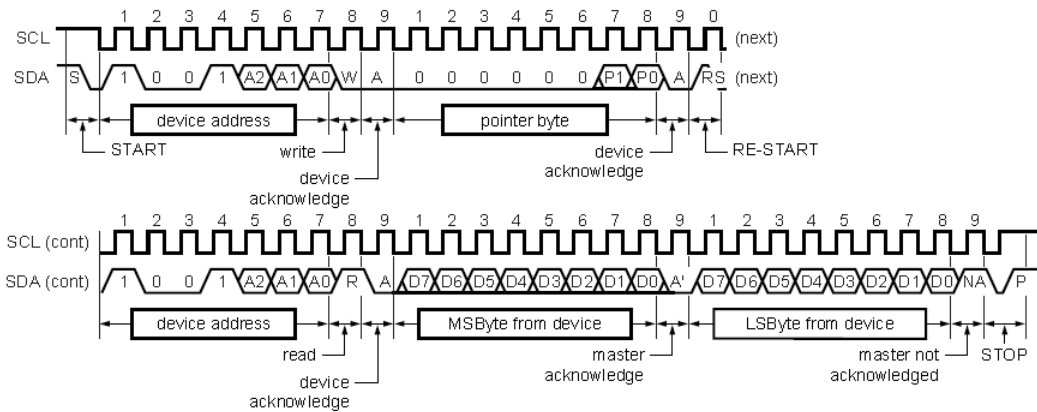 1 2 3 4 5 6 7 8 9 1 2 3 4 5 6 7 8 9 0
SCL (next)
SDA S 1 0 0 1 A2 A1 A0 W A 0 0 0 0 0 0 P1 P0 A RS (next)
device address pointer byte
START write device RE-START
device acknowledge
acknowledge
1 2 3 4 5 6 7 8 9 1 2 3 4 5 6 7 8 9 1 2 3 4 5 6 7 8 9
SCL (cont)
SDA (cont) 1 0 0 1 A2 A1 A0 R A D7 D6 D5 D4 D3 D2 D1 D0 A' D7 D6 D5 D4 D3 D2 D1 D0 NA P
device address MSByte from device LSByte from device
read master master not STOP
device acknowledge acknowledged
acknowledge